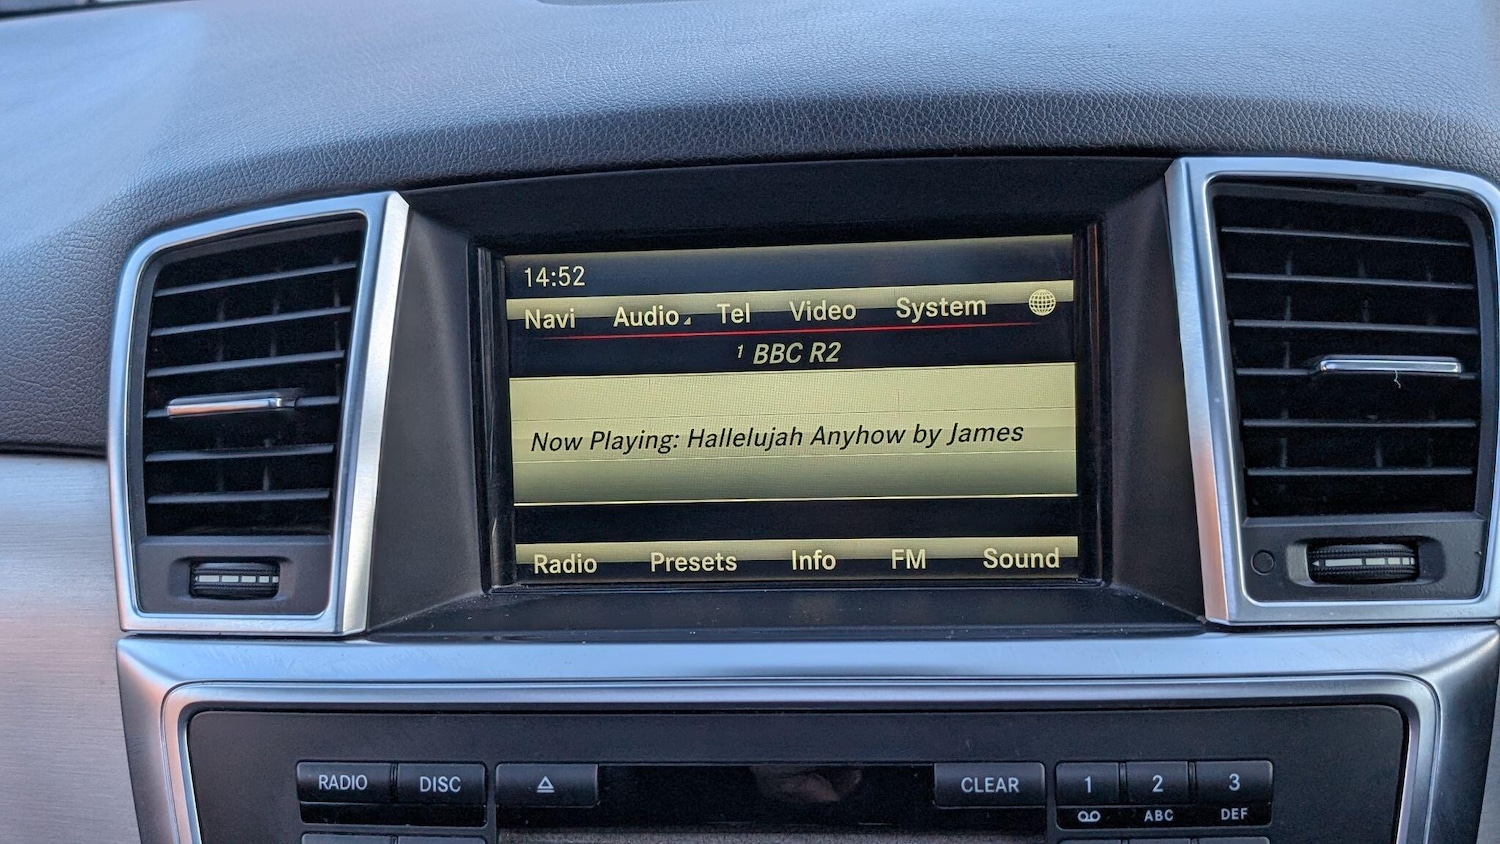 14:52
Navi Audio Tel Video System
1 BBC R2
Now Playing: Hallelujah Anyhow by James
Radio Presets Info FM Sound
RADIO DISC CLEAR 1 2 3
ABC DEF